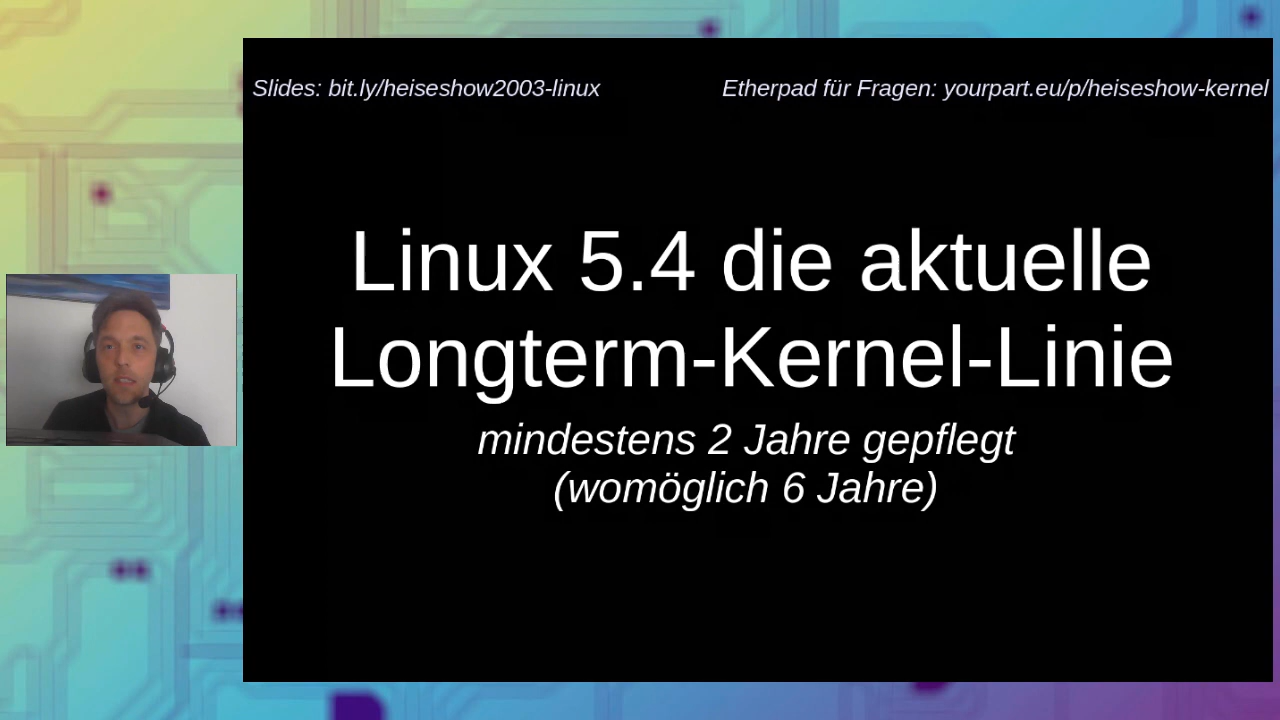 Slides: bit.ly/heiseshow2003-linux
Etherpad für Fragen: yourpart.eu/p/heiseshow-kernel
Linux 5.4 die aktuelle
Longterm-Kernel-Linie
mindestens 2 Jahre gepflegt
(womöglich 6 Jahre)